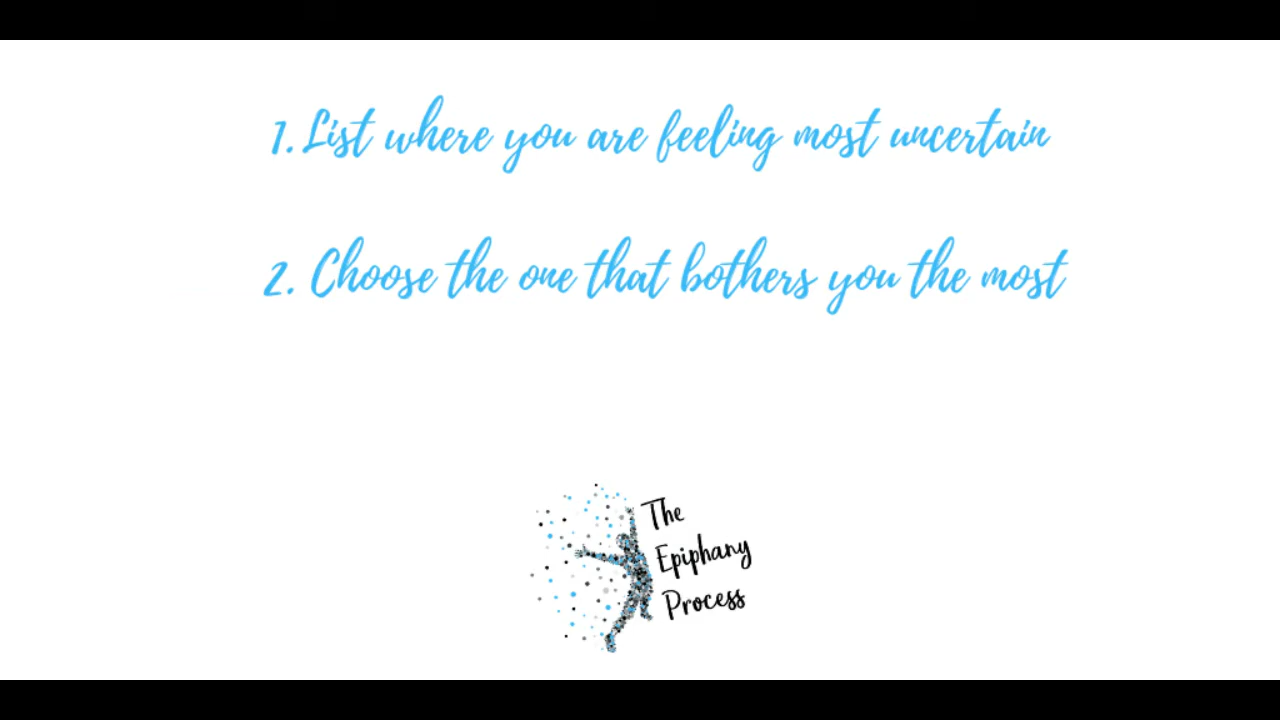 1. List where you are feeling most uncertain
2. Choose the one that bothers you the most
The
Epiphany
Process